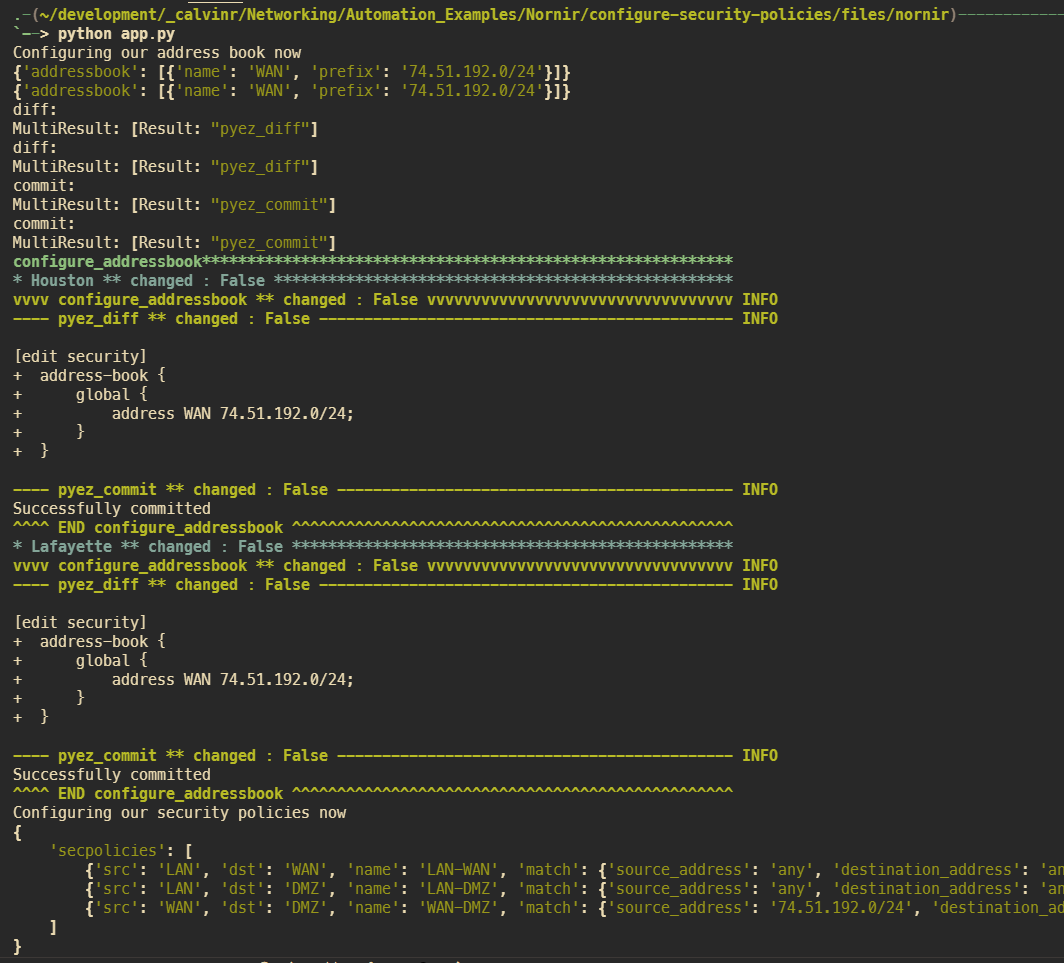 .-(~/development/_calvinr/Networking/Automation_Examples/Nornir/configure-security-policies/files/nornir)------------
`--> python app.py
Configuring our address book now
{'addressbook': [{'name': 'WAN', 'prefix': '74.51.192.0/24'}]}
{'addressbook': [{'name': 'WAN', 'prefix': '74.51.192.0/24'}]}
diff:
MultiResult: [Result: "pyez_diff"]
diff:
MultiResult: [Result: "pyez_diff"]
commit:
MultiResult: [Result: "pyez_commit"]
commit:
MultiResult: [Result: "pyez_commit"]
configure_addressbook***********************************************************
* Houston ** changed : False ***************************************************
vvvv configure_addressbook ** changed : False vvvvvvvvvvvvvvvvvvvvvvvvvvvvvvvvvv INFO
---- pyez_diff ** changed : False ---------------------------------------------- INFO

[edit security]
+  address-book {
+      global {
+          address WAN 74.51.192.0/24;
+      }
+  }

---- pyez_commit ** changed : False -------------------------------------------- INFO
Successfully committed
^^^^ END configure_addressbook ^^^^^^^^^^^^^^^^^^^^^^^^^^^^^^^^^^^^^^^^^^^^^^^^^
* Lafayette ** changed : False *************************************************
vvvv configure_addressbook ** changed : False vvvvvvvvvvvvvvvvvvvvvvvvvvvvvvvvvv INFO
---- pyez_diff ** changed : False ---------------------------------------------- INFO

[edit security]
+  address-book {
+      global {
+          address WAN 74.51.192.0/24;
+      }
+  }

---- pyez_commit ** changed : False -------------------------------------------- INFO
Successfully committed
^^^^ END configure_addressbook ^^^^^^^^^^^^^^^^^^^^^^^^^^^^^^^^^^^^^^^^^^^^^^^^^
Configuring our security policies now
{
    'secpolicies': [
        {'src': 'LAN', 'dst': 'WAN', 'name': 'LAN-WAN', 'match': {'source_address': 'any', 'destination_address': 'an
        {'src': 'LAN', 'dst': 'DMZ', 'name': 'LAN-DMZ', 'match': {'source_address': 'any', 'destination_address': 'an
        {'src': 'WAN', 'dst': 'DMZ', 'name': 'WAN-DMZ', 'match': {'source_address': '74.51.192.0/24', 'destination_ad
    ]
}